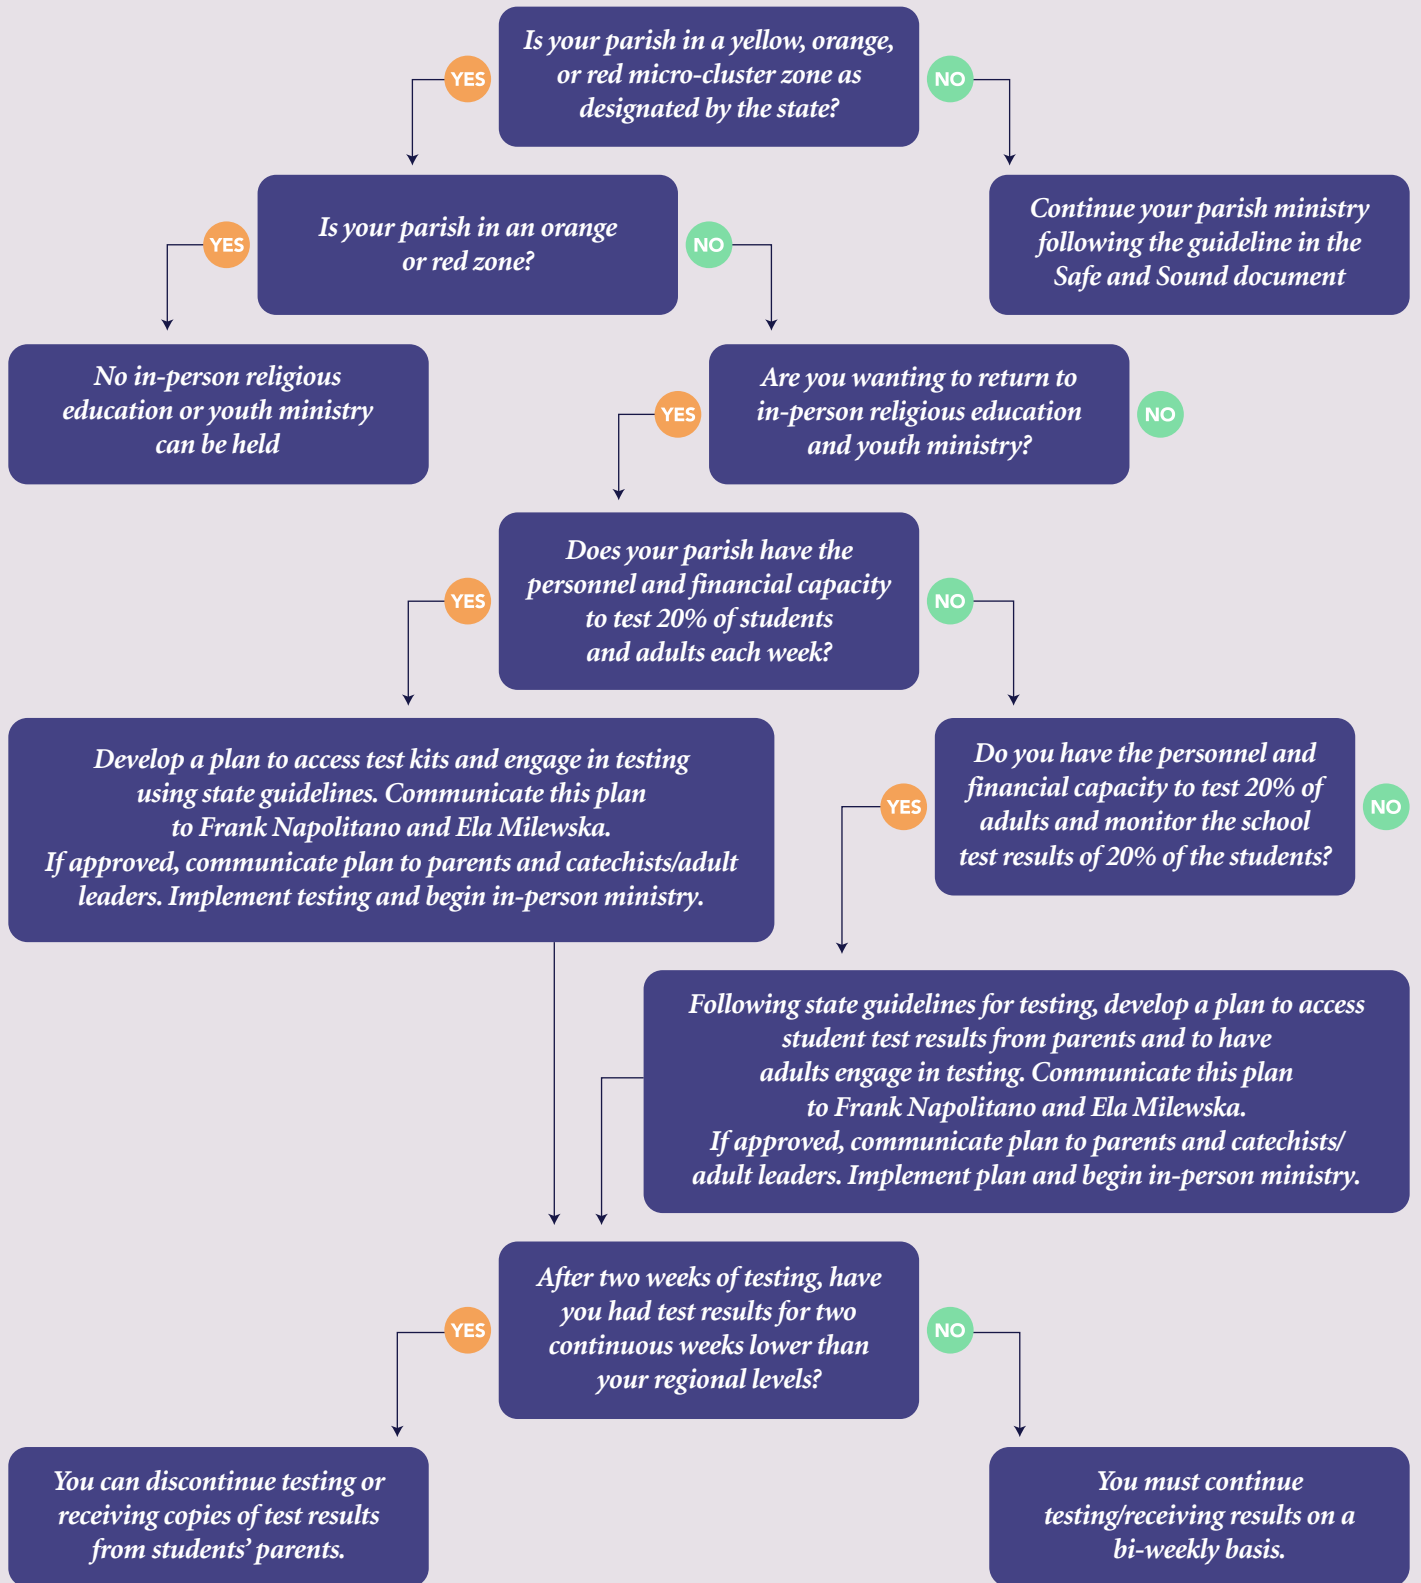 Is your parish in a yellow, orange,
or red micro-cluster zone as
designated by the state?
YES
NO
Is your parish in an orange
or red zone?
YES
NO
Continue your parish ministry
following the guideline in the
Safe and Sound document
No in-person religious
education or youth ministry
can be held
Are you wanting to return to
in-person religious education
and youth ministry?
YES
NO
Does your parish have the
personnel and financial capacity
to test 20% of students
and adults each week?
YES
NO
Develop a plan to access test kits and engage in testing
using state guidelines. Communicate this plan
to Frank Napolitano and Ela Milewska.
If approved, communicate plan to parents and catechists/adult
leaders. Implement testing and begin in-person ministry.
Do you have the personnel and
financial capacity to test 20% of
adults and monitor the school
test results of 20% of the students?
YES
NO
Following state guidelines for testing, develop a plan to access
student test results from parents and to have
adults engage in testing. Communicate this plan
to Frank Napolitano and Ela Milewska.
If approved, communicate plan to parents and catechists/
adult leaders. Implement plan and begin in-person ministry.
After two weeks of testing, have
you had test results for two
continuous weeks lower than
your regional levels?
YES
NO
You can discontinue testing or
receiving copies of test results
from students’ parents.
You must continue
testing/receiving results on a
bi-weekly basis.